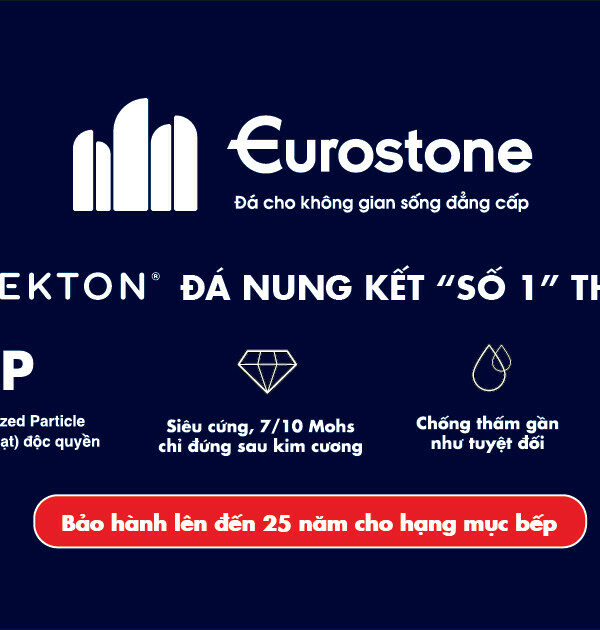 Eurostone
Đá cho không gian sống đẳng cấp
EKTON® ĐÁ NUNG KẾT “SỐ 1” TH
P
zed Particle
ạt) độc quyền
Siêu cứng, 7/10 Mohs
chỉ đứng sau kim cương
Chống thấm gần
như tuyệt đối
Bảo hành lên đến 25 năm cho hạng mục bếp